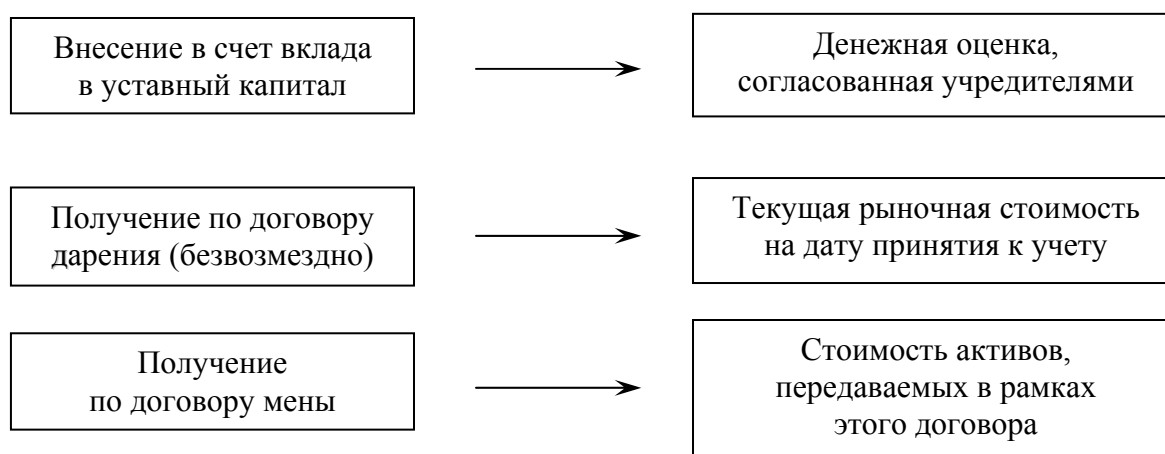 Внесение в счет вклада
в уставный капитал
Денежная оценка,
согласованная учредителями
Получение по договору
дарения (безвозмездно)
Текущая рыночная стоимость
на дату принятия к учету
Получение
по договору мены
Стоимость активов,
передаваемых в рамках
этого договора